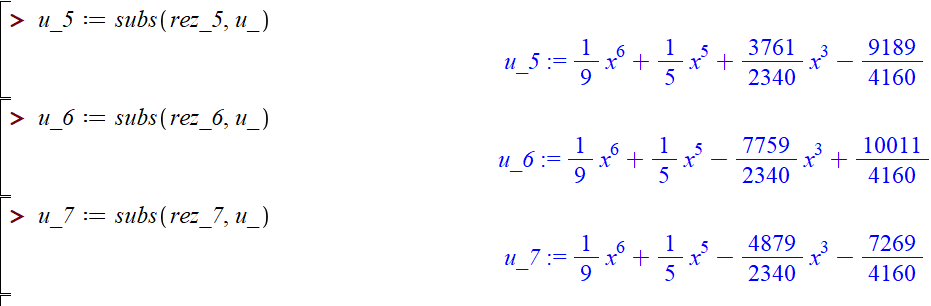 > u_5 := subs(rez_5, u_)
u_5 := 1/9 x^6 + 1/5 x^5 + 3761/2340 x^3 − 9189/4160
> u_6 := subs(rez_6, u_)
u_6 := 1/9 x^6 + 1/5 x^5 − 7759/2340 x^3 + 10011/4160
> u_7 := subs(rez_7, u_)
u_7 := 1/9 x^6 + 1/5 x^5 − 4879/2340 x^3 − 7269/4160